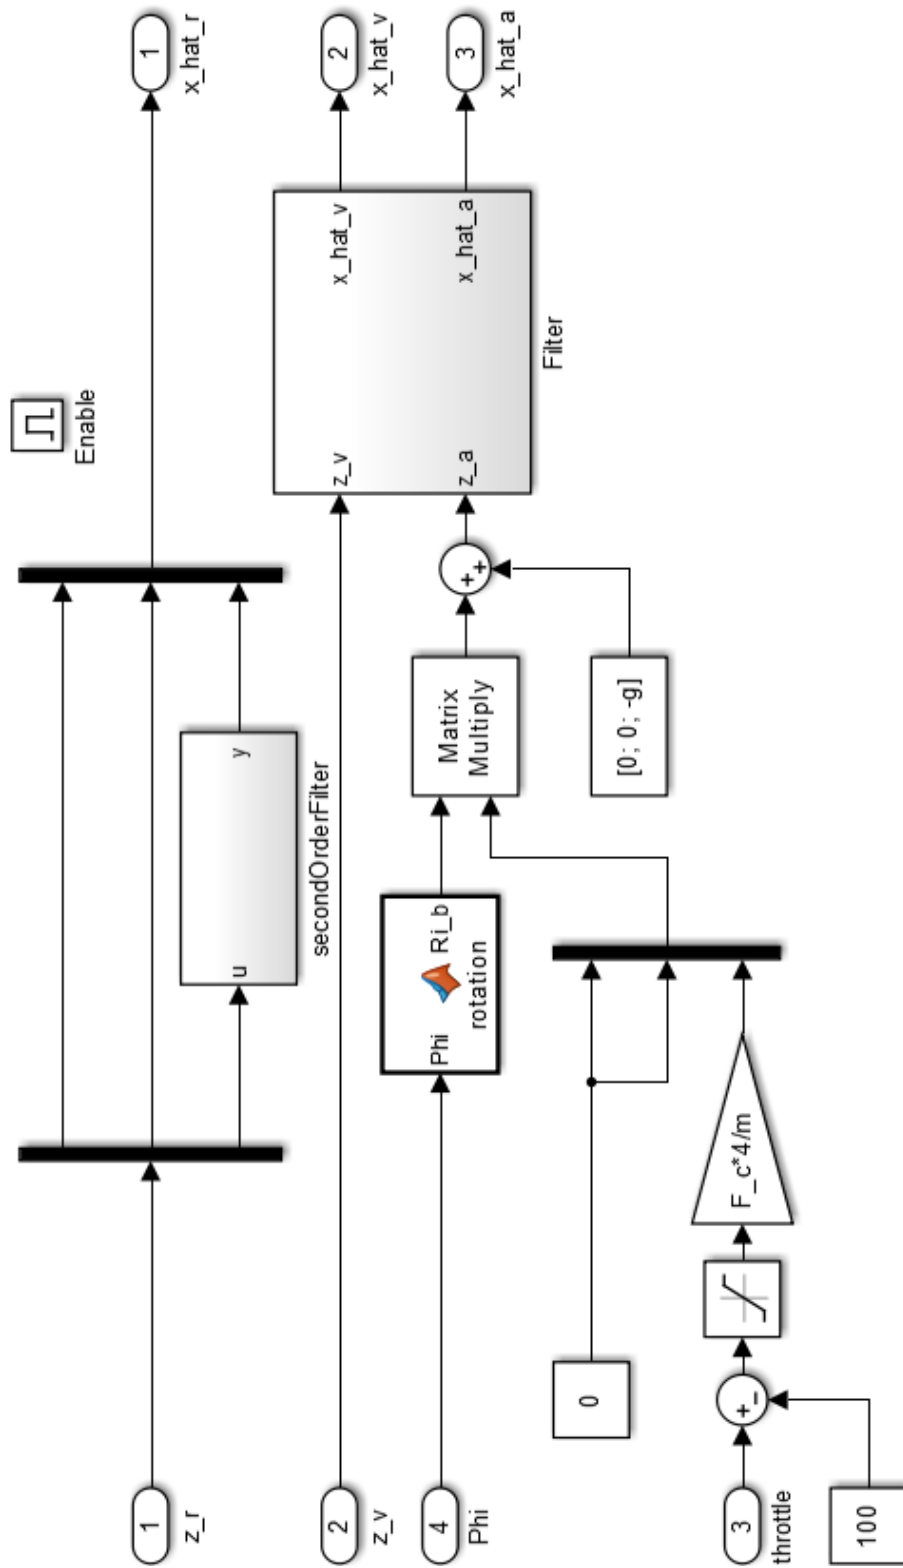 1
z_r
u
y
secondOrderFilter
Enable
1
x_hat_r
2
z_v
z_v
x_hat_v
z_a
x_hat_a
Filter
2
x_hat_v
3
x_hat_a
4
Phi
Phi
Ri_b
rotation
Matrix
Multiply
+
+
[0; 0; -g]
0
3
throttle
+
-
F_c*4/m
100